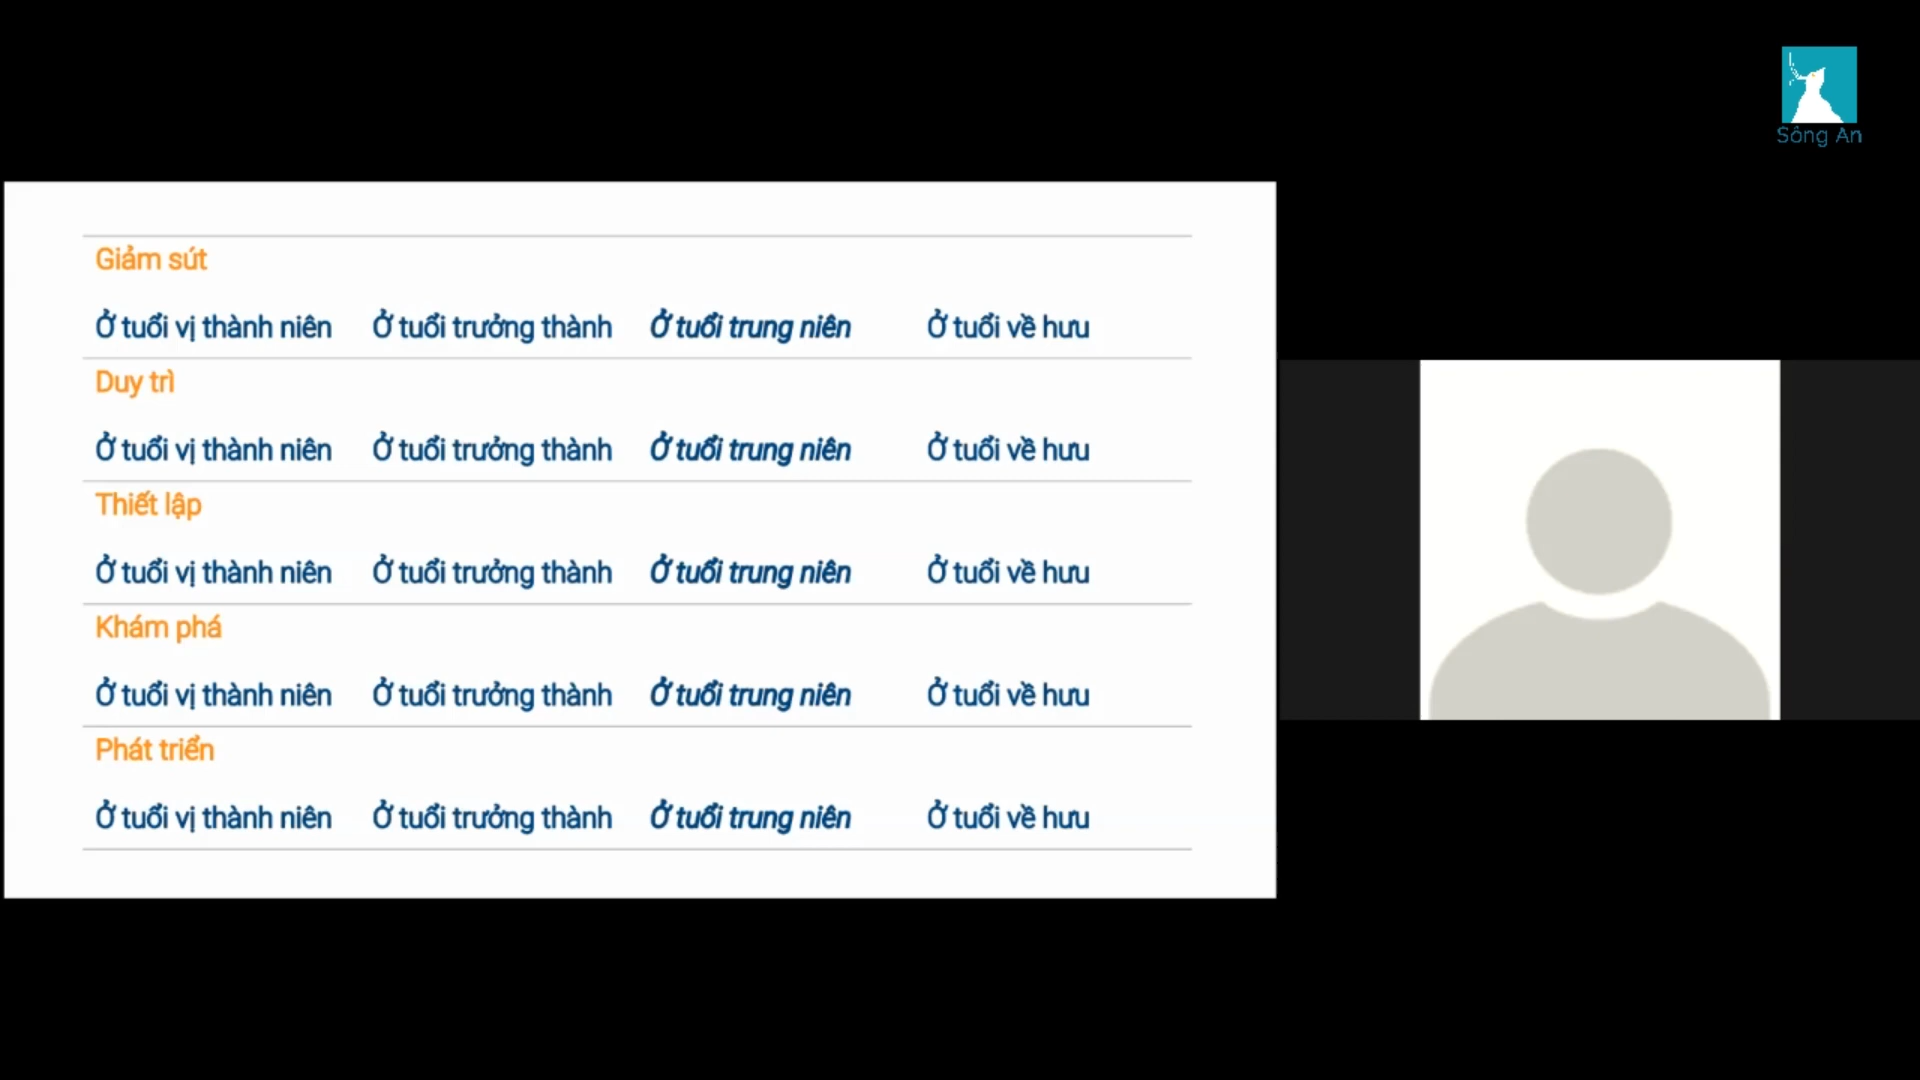 Sông An
Giảm sút
Ở tuổi vị thành niên Ở tuổi trưởng thành Ở tuổi trung niên Ở tuổi về hưu
Duy trì
Ở tuổi vị thành niên Ở tuổi trưởng thành Ở tuổi trung niên Ở tuổi về hưu
Thiết lập
Ở tuổi vị thành niên Ở tuổi trưởng thành Ở tuổi trung niên Ở tuổi về hưu
Khám phá
Ở tuổi vị thành niên Ở tuổi trưởng thành Ở tuổi trung niên Ở tuổi về hưu
Phát triển
Ở tuổi vị thành niên Ở tuổi trưởng thành Ở tuổi trung niên Ở tuổi về hưu